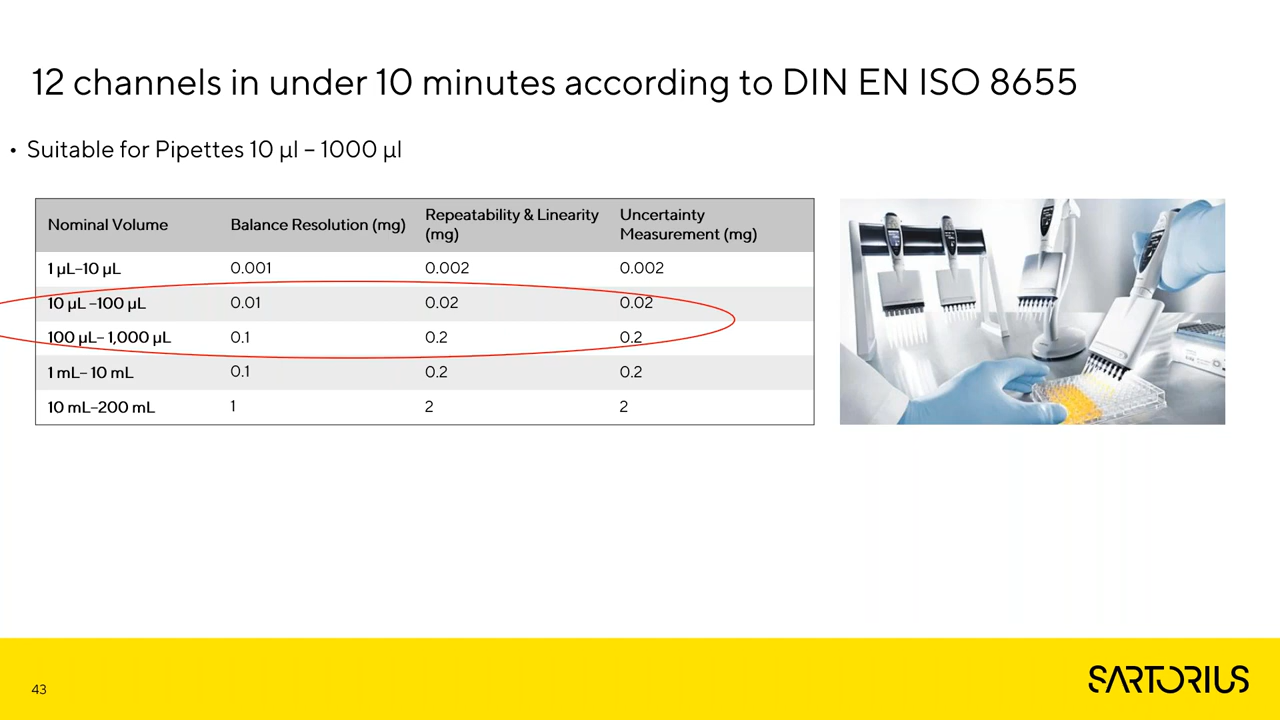 12 channels in under 10 minutes according to DIN EN ISO 8655
• Suitable for Pipettes 10 µl – 1000 µl
Nominal Volume Balance Resolution (mg) Repeatability & Linearity (mg) Uncertainty Measurement (mg)
1 µL–10 µL 0.001 0.002 0.002
10 µL –100 µL 0.01 0.02 0.02
100 µL– 1,000 µL 0.1 0.2 0.2
1 mL– 10 mL 0.1 0.2 0.2
10 mL–200 mL 1 2 2
43
SARTORIUS